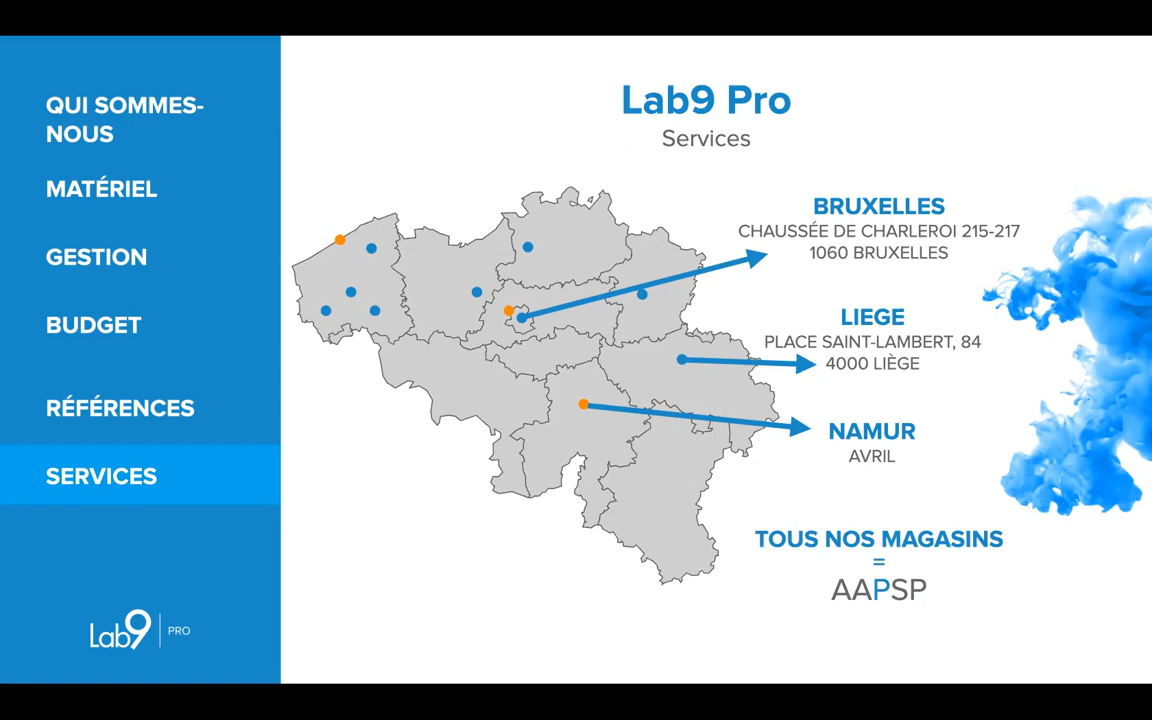 QUI SOMMES-
NOUS
MATÉRIEL
GESTION
BUDGET
RÉFÉRENCES
SERVICES
Lab9 PRO
Lab9 Pro
Services
BRUXELLES
CHAUSSÉE DE CHARLEROI 215-217
1060 BRUXELLES
LIEGE
PLACE SAINT-LAMBERT, 84
4000 LIÈGE
NAMUR
AVRIL
TOUS NOS MAGASINS
=
AAPSP